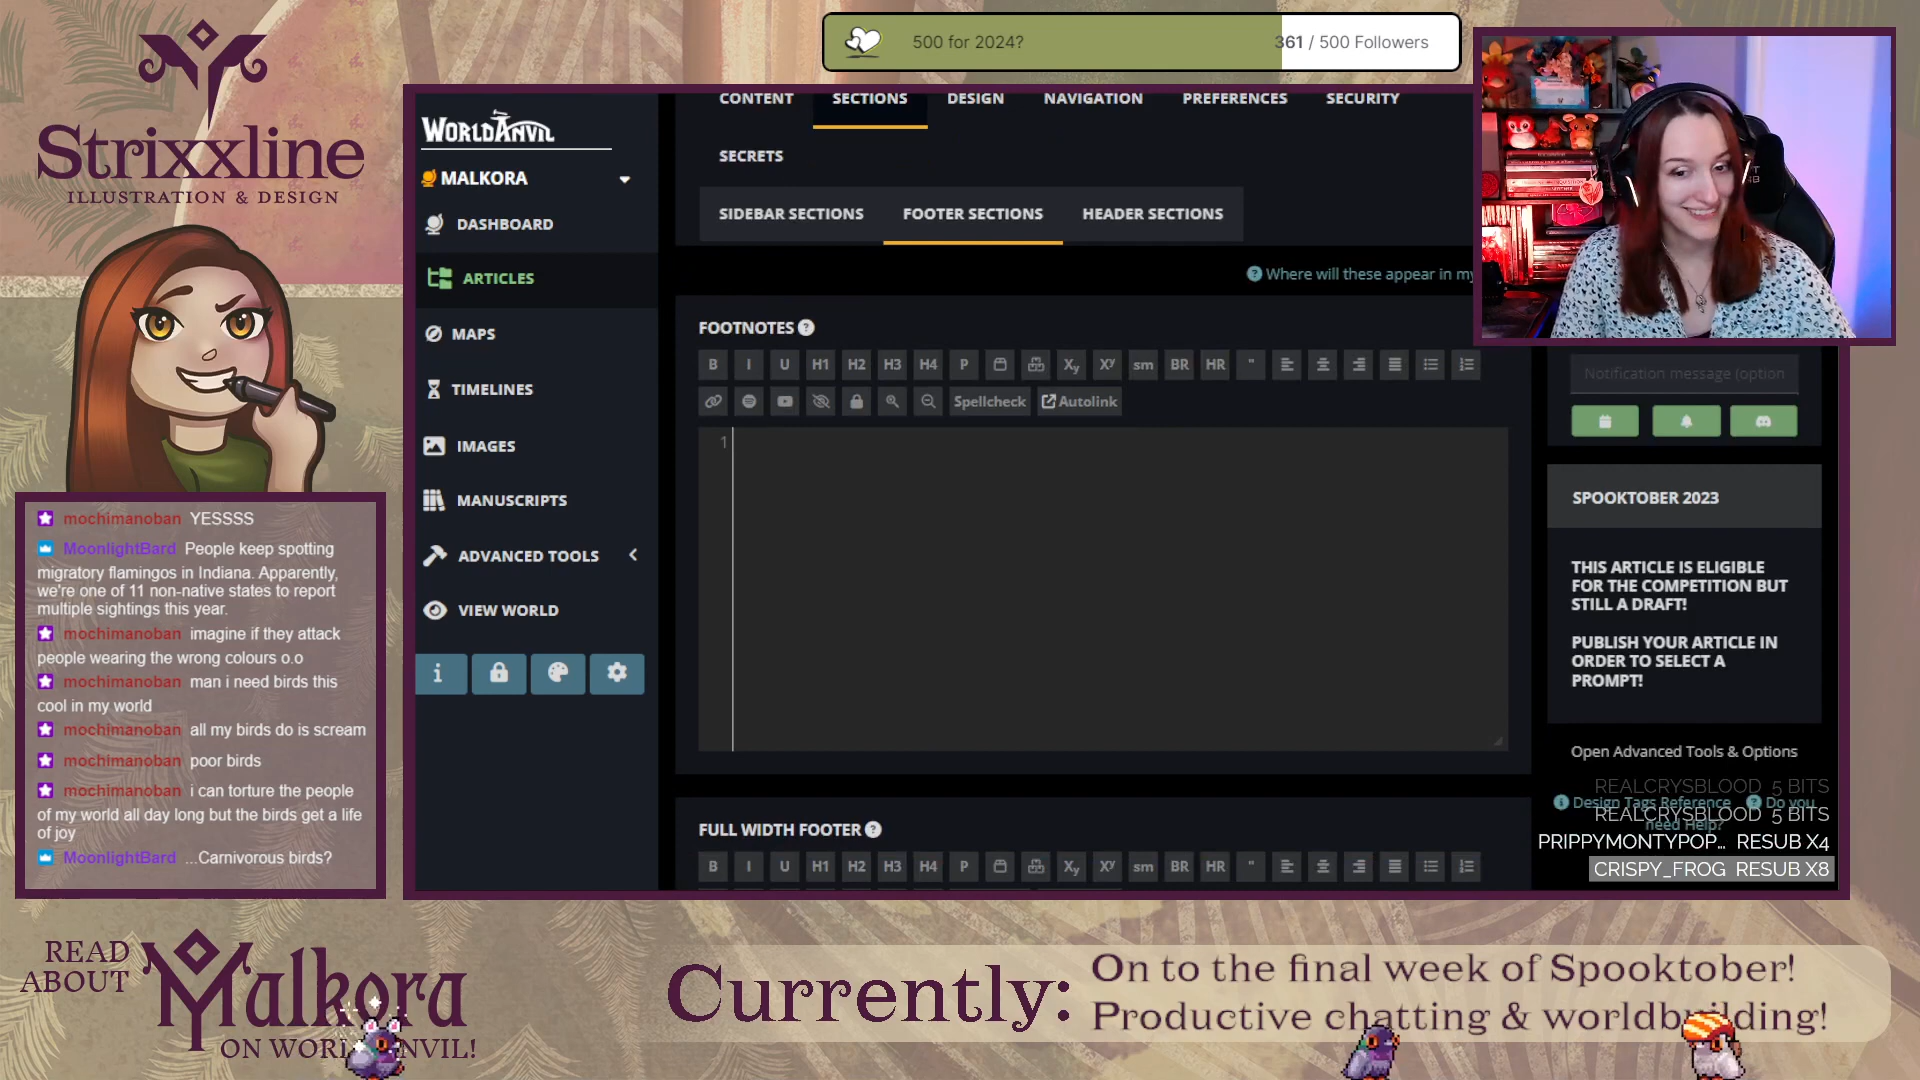 Strixxline
ILLUSTRATION & DESIGN
500 for 2024?
361 / 500 Followers
WORLDANVIL
MALKORA
DASHBOARD
ARTICLES
MAPS
TIMELINES
IMAGES
MANUSCRIPTS
ADVANCED TOOLS
VIEW WORLD
CONTENT SECTIONS DESIGN NAVIGATION PREFERENCES SECURITY
SECRETS
SIDEBAR SECTIONS FOOTER SECTIONS HEADER SECTIONS
Where will these appear in my
FOOTNOTES
B I U H1 H2 H3 H4 P Xy Xy sm BR HR "
Spellcheck Autolink
1
FULL WIDTH FOOTER
B I U H1 H2 H3 H4 P Xy Xy sm BR HR "
Notification message (option
SPOOKTOBER 2023
THIS ARTICLE IS ELIGIBLE
FOR THE COMPETITION BUT
STILL A DRAFT!
PUBLISH YOUR ARTICLE IN
ORDER TO SELECT A
PROMPT!
Open Advanced Tools & Options
Design Tags Reference Do you
need Help?
REALCRYSBLOOD 5 BITS
REALCRYSBLOOD 5 BITS
PRIPPYMONTYPOP... RESUB X4
CRISPY_FROG RESUB X8
mochimanoban YESSSS
MoonlightBard People keep spotting
migratory flamingos in Indiana. Apparently,
we're one of 11 non-native states to report
multiple sightings this year.
mochimanoban imagine if they attack
people wearing the wrong colours o.o
mochimanoban man i need birds this
cool in my world
mochimanoban all my birds do is scream
mochimanoban poor birds
mochimanoban i can torture the people
of my world all day long but the birds get a life
of joy
MoonlightBard ...Carnivorous birds?
READ
ABOUT
Malkora
ON WORL NVIL!
Currently:
On to the final week of Spooktober!
Productive chatting & worldbuilding!